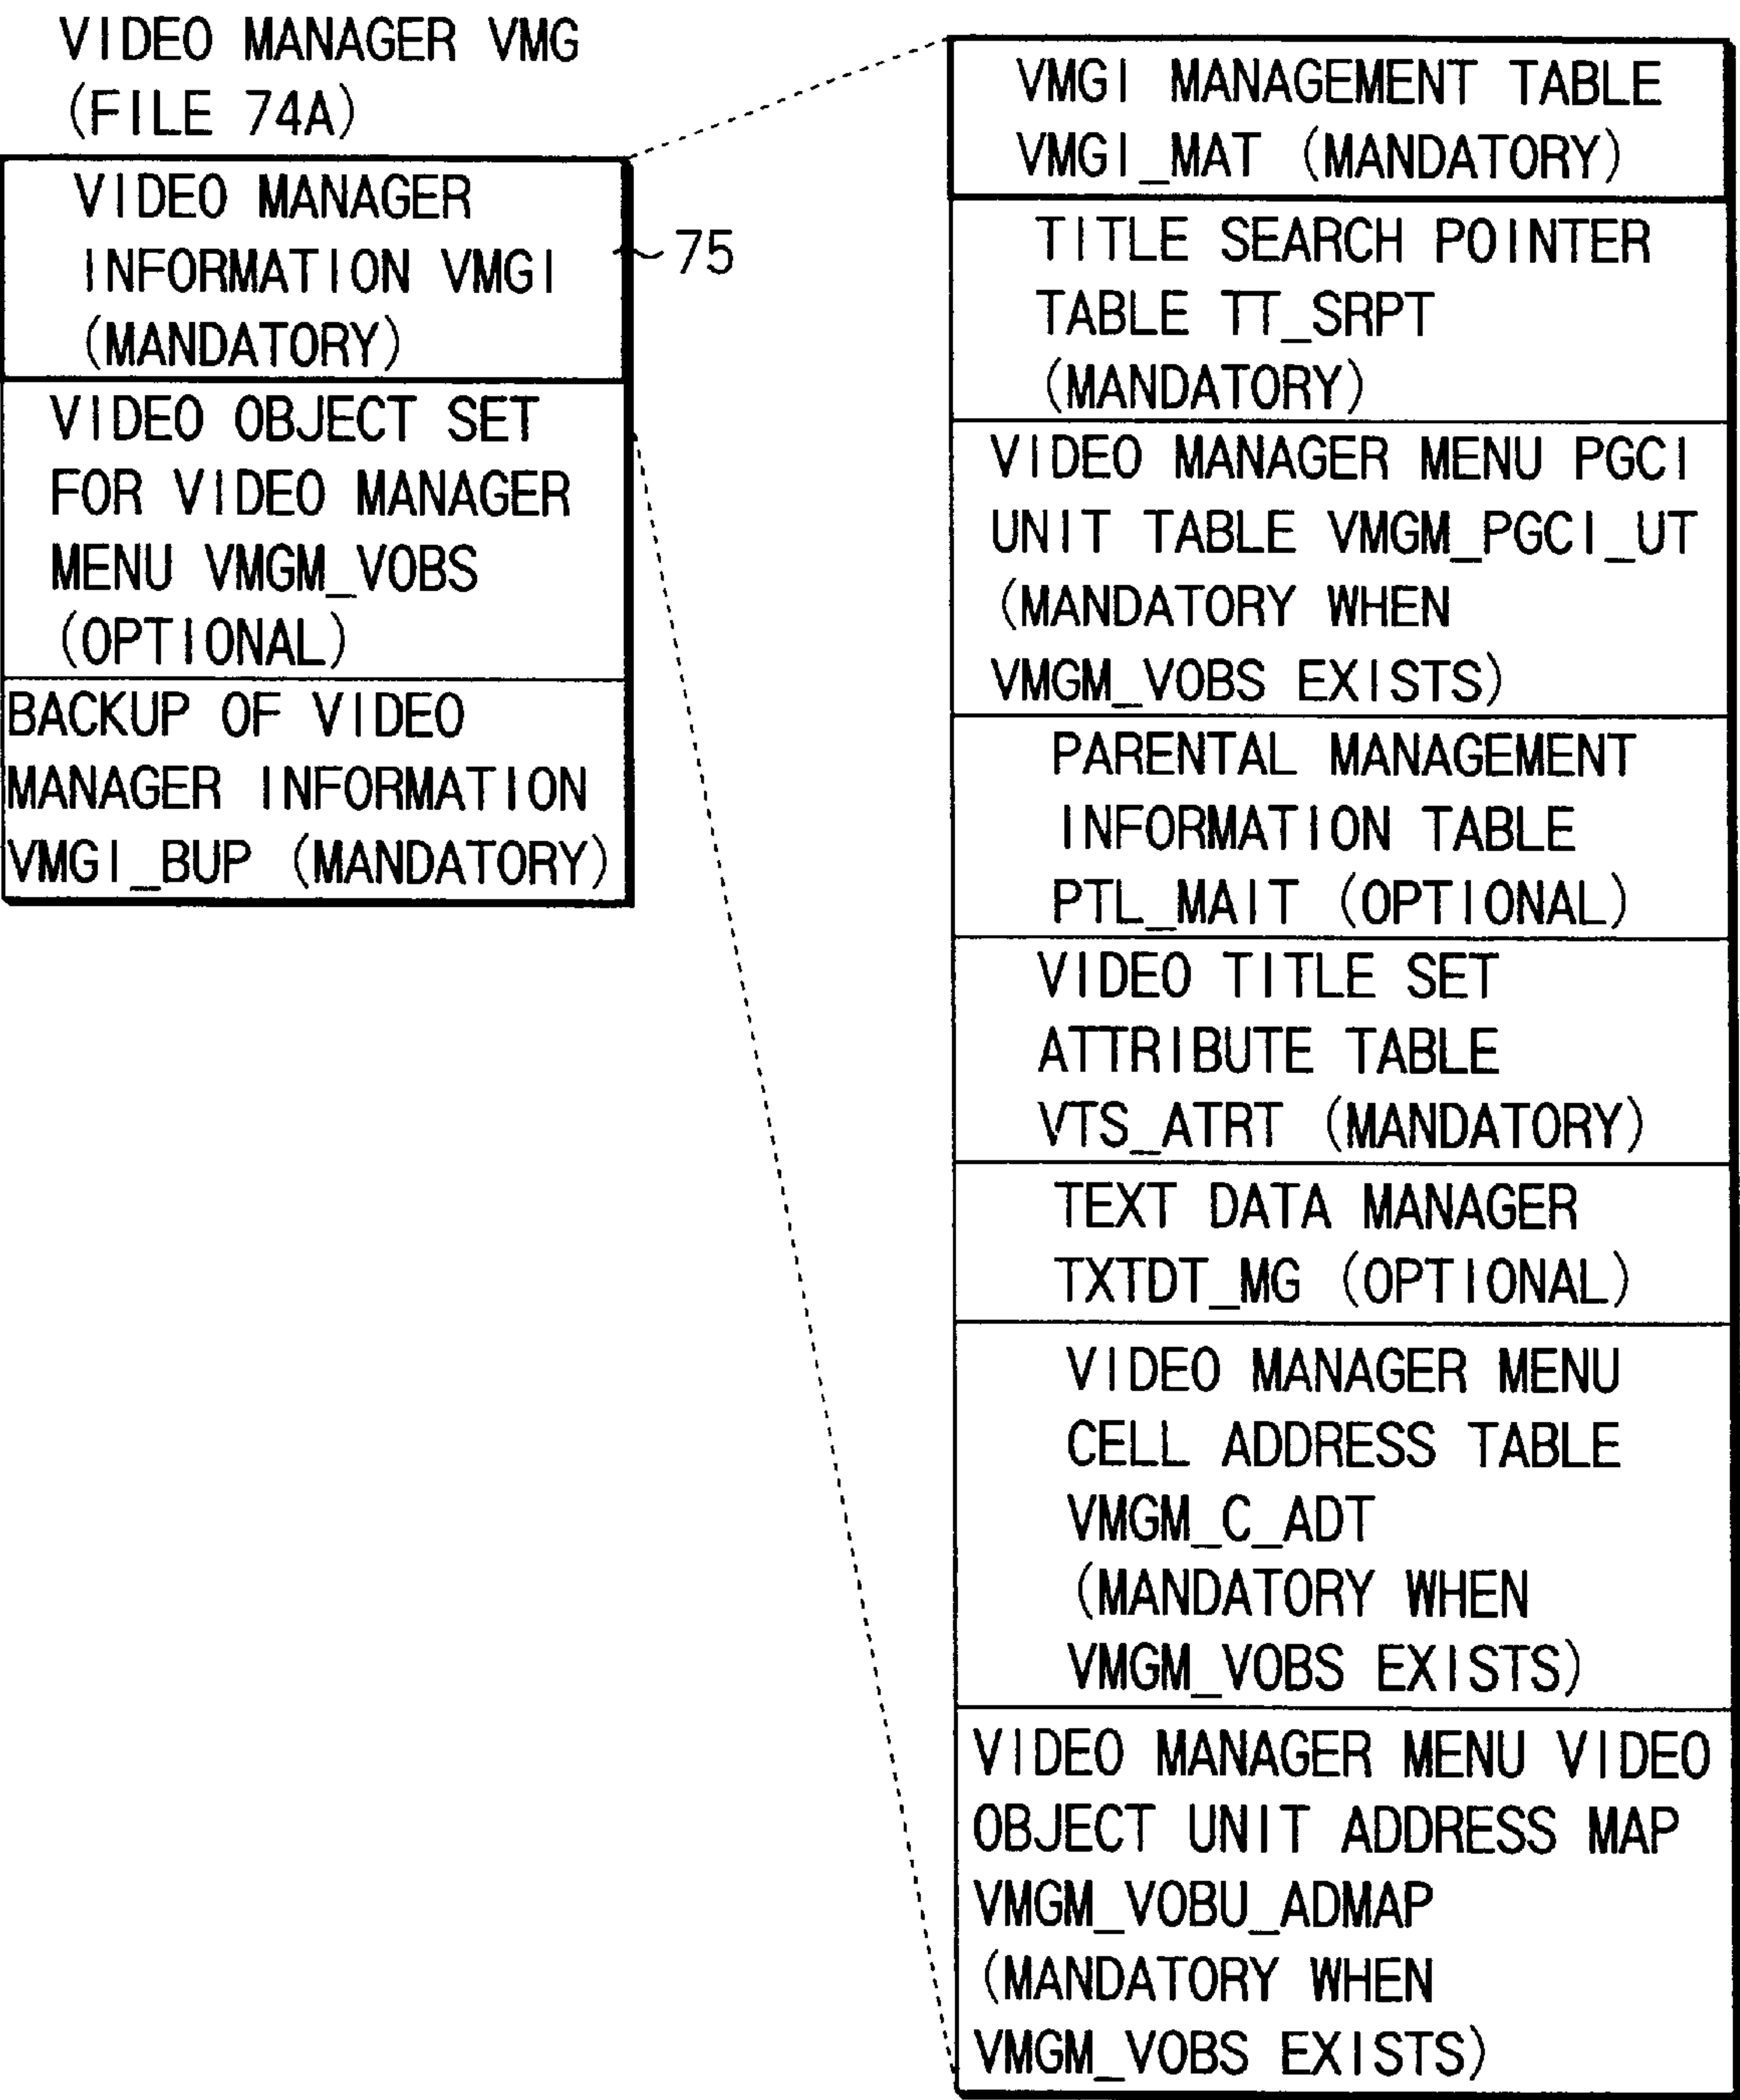 VIDEO MANAGER VMG
(FILE 74A)
VIDEO MANAGER
INFORMATION VMGI
(MANDATORY)
75
VIDEO OBJECT SET
FOR VIDEO MANAGER
MENU VMGM_VOBS
(OPTIONAL)
BACKUP OF VIDEO
MANAGER INFORMATION
VMGI_BUP (MANDATORY)
VMGI MANAGEMENT TABLE
VMGI_MAT (MANDATORY)
TITLE SEARCH POINTER
TABLE TT_SRPT
(MANDATORY)
VIDEO MANAGER MENU PGCI
UNIT TABLE VMGM_PGCI_UT
(MANDATORY WHEN
VMGM_VOBS EXISTS)
PARENTAL MANAGEMENT
INFORMATION TABLE
PTL_MAIT (OPTIONAL)
VIDEO TITLE SET
ATTRIBUTE TABLE
VTS_ATRT (MANDATORY)
TEXT DATA MANAGER
TXTDT_MG (OPTIONAL)
VIDEO MANAGER MENU
CELL ADDRESS TABLE
VMGM_C_ADT
(MANDATORY WHEN
VMGM_VOBS EXISTS)
VIDEO MANAGER MENU VIDEO
OBJECT UNIT ADDRESS MAP
VMGM_VOBU_ADMAP
(MANDATORY WHEN
VMGM_VOBS EXISTS)